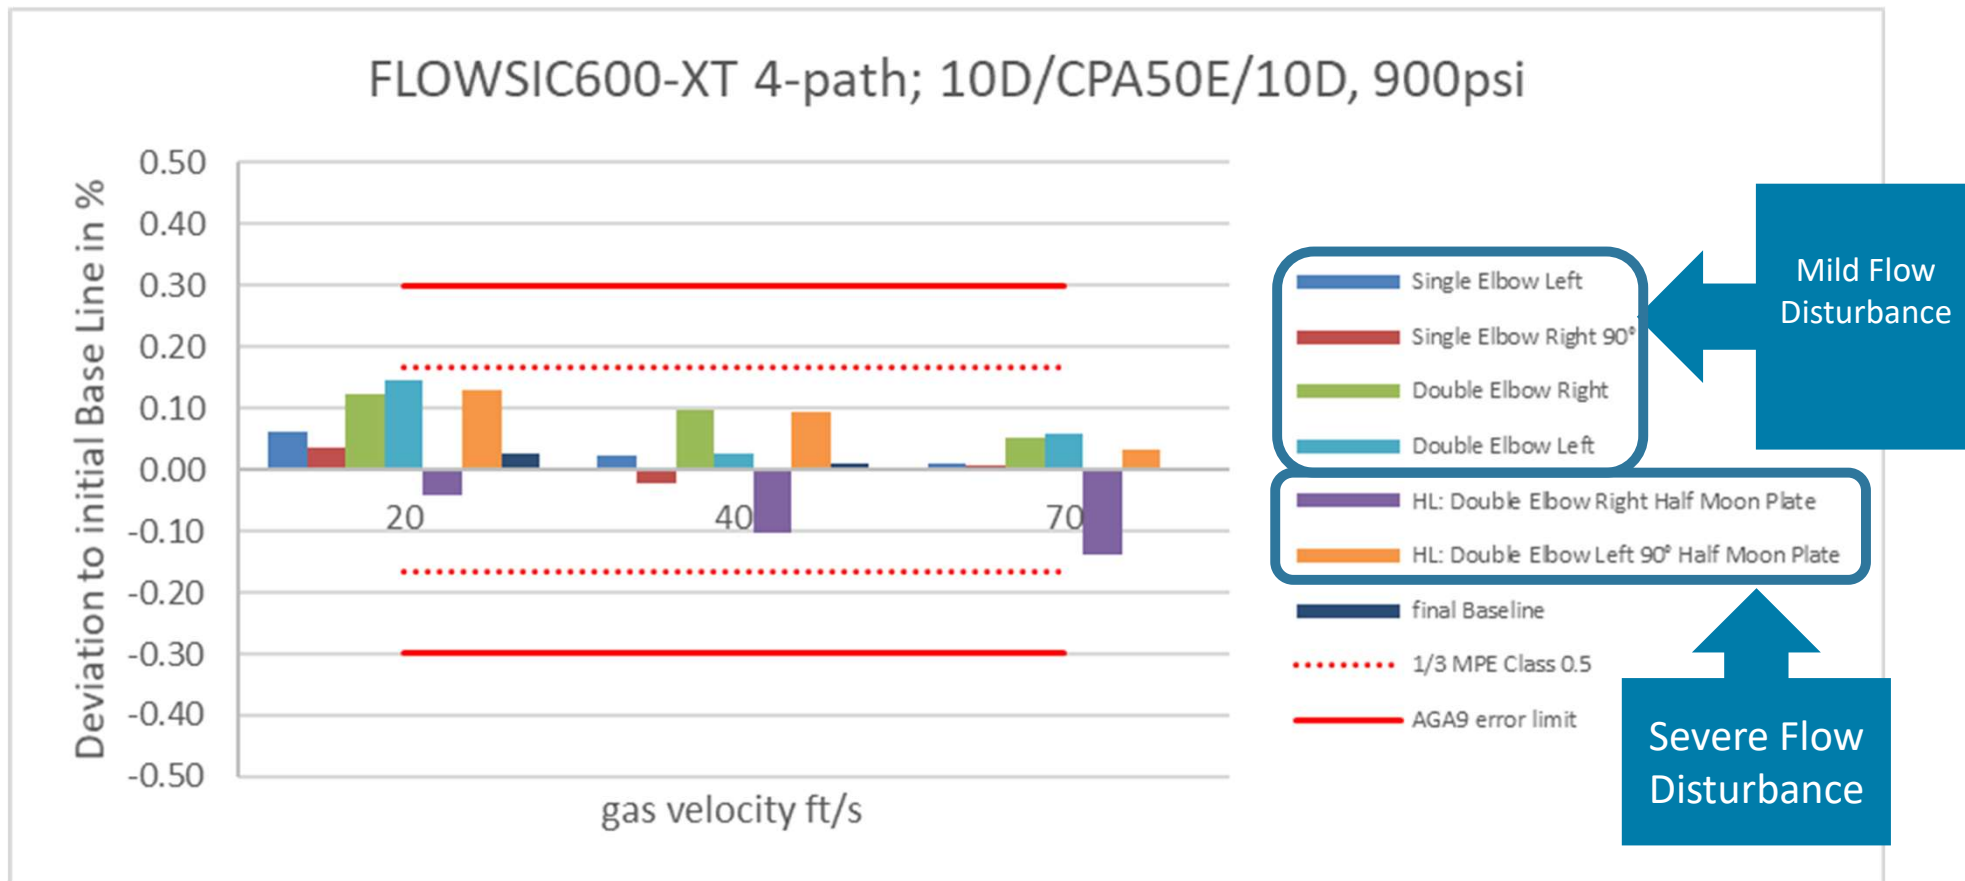 FLOWSIC600-XT 4-path; 10D/CPA50E/10D, 900psi
Deviation to initial Base Line in %
0.50
0.40
0.30
0.20
0.10
0.00
-0.10
-0.20
-0.30
-0.40
-0.50
20
40
70
gas velocity ft/s
Single Elbow Left
Single Elbow Right 90°
Double Elbow Right
Double Elbow Left
HL: Double Elbow Right Half Moon Plate
HL: Double Elbow Left 90° Half Moon Plate
final Baseline
1/3 MPE Class 0.5
AGA9 error limit
Mild Flow
Disturbance
Severe Flow
Disturbance